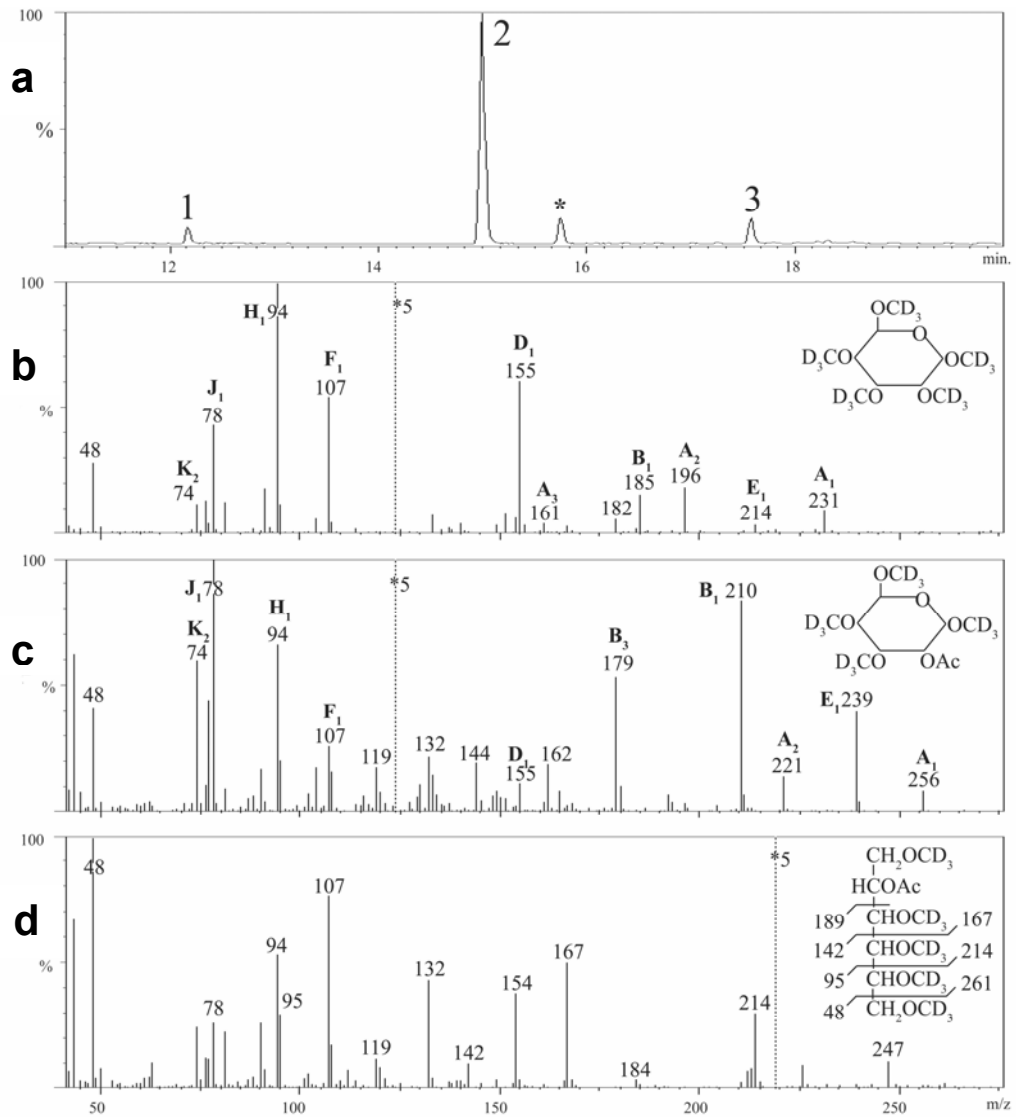 a
100
%
1
2
*
3
12
14
16
18
min.
b
100
%
48
K2
74
J1
78
H1 94
F1
107
*5
D1
155
A3
161
182
B1
185
A2
196
E1
214
A1
231
OCD3
O
D3CO
OCD3
D3CO
OCD3
c
100
%
48
K2
74
J1 78
H1
94
F1
107
119
*5
132
144
D1
155
162
B3
179
B1 210
A2
221
E1 239
A1
256
OCD3
O
D3CO
OCD3
D3CO
OAc
d
100
%
48
78
94
95
107
119
132
142
154
167
184
214
*5
247
CH2OCD3
HCOAc
189 CHOCD3 167
142 CHOCD3 214
95 CHOCD3 261
48 CH2OCD3
50
100
150
200
250
m/z